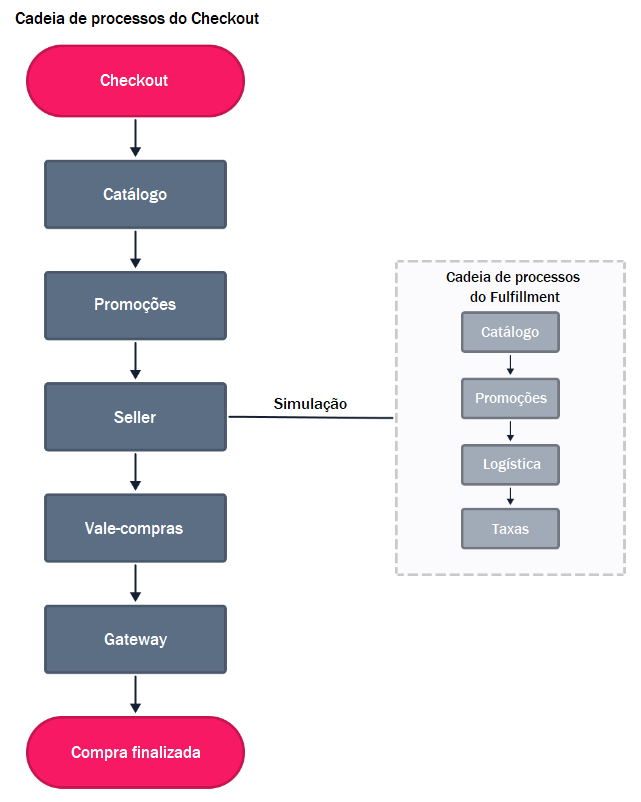 Cadeia de processos do Checkout
Checkout
Catálogo
Promoções
Seller
Vale-compras
Gateway
Compra finalizada
Simulação
Cadeia de processos
do Fulfillment
Catálogo
Promoções
Logística
Taxas